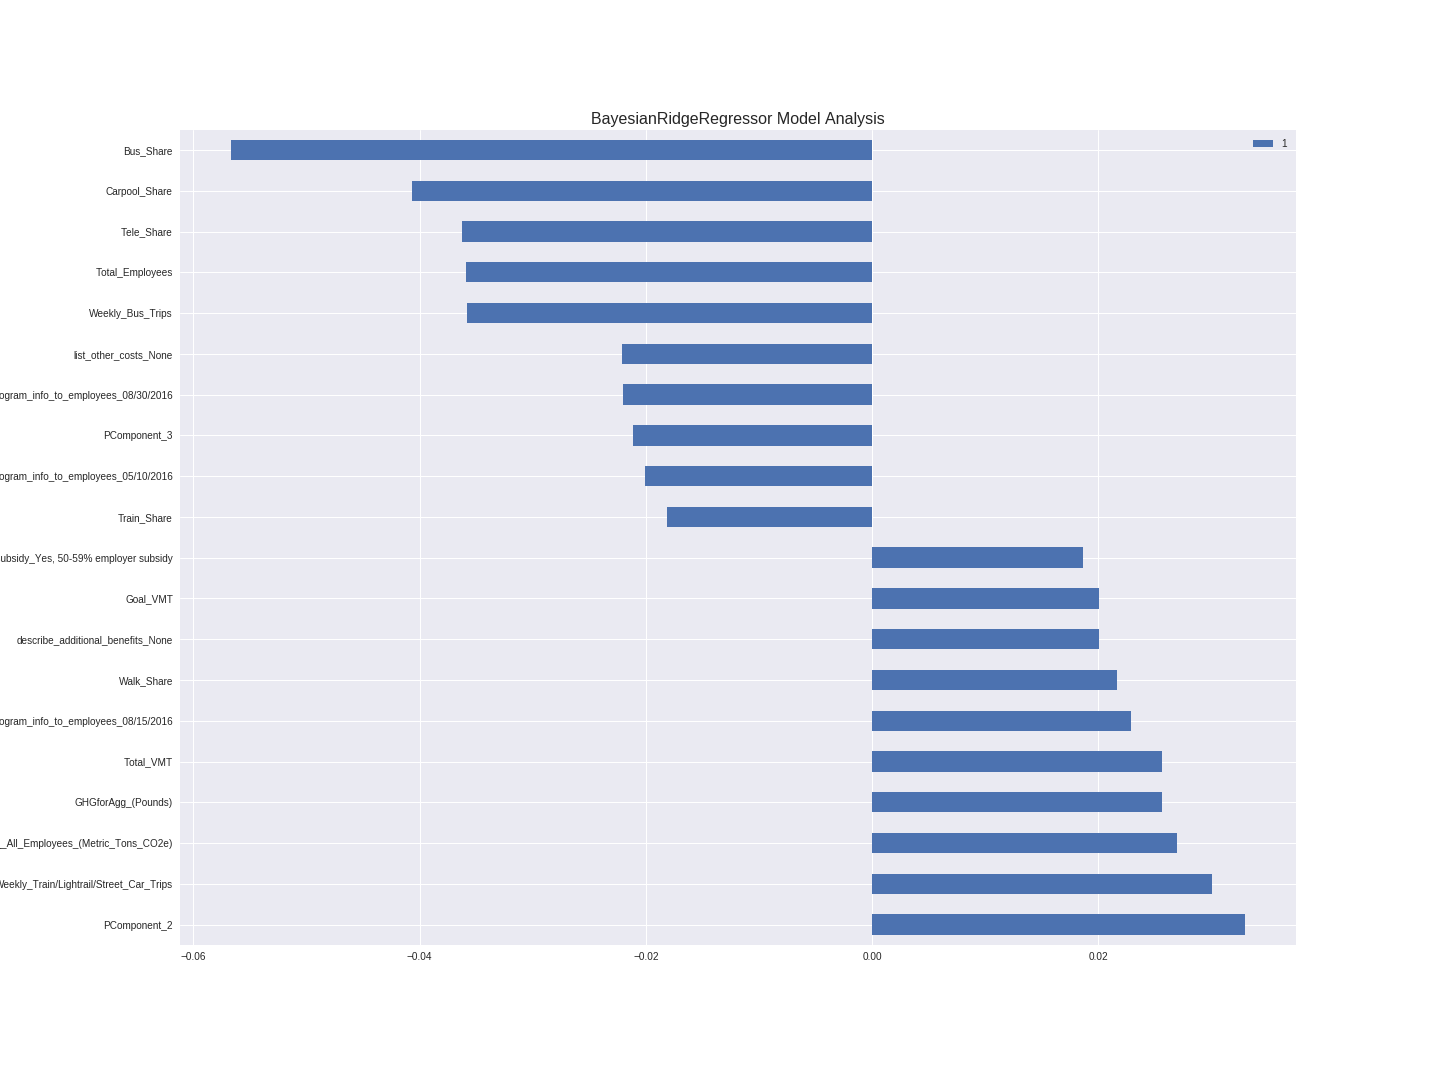 BayesianRidgeRegressor Model Analysis
1
Bus_Share
Carpool_Share
Tele_Share
Total_Employees
Weekly_Bus_Trips
list_other_costs_None
ogram_info_to_employees_08/30/2016
PComponent_3
ogram_info_to_employees_05/10/2016
Train_Share
ubsidy_Yes, 50-59% employer subsidy
Goal_VMT
describe_additional_benefits_None
Walk_Share
ogram_info_to_employees_08/15/2016
Total_VMT
GHGforAgg_(Pounds)
_All_Employees_(Metric_Tons_CO2e)
Weekly_Train/Lightrail/Street_Car_Trips
PComponent_2
−0.06 −0.04 −0.02 0.00 0.02